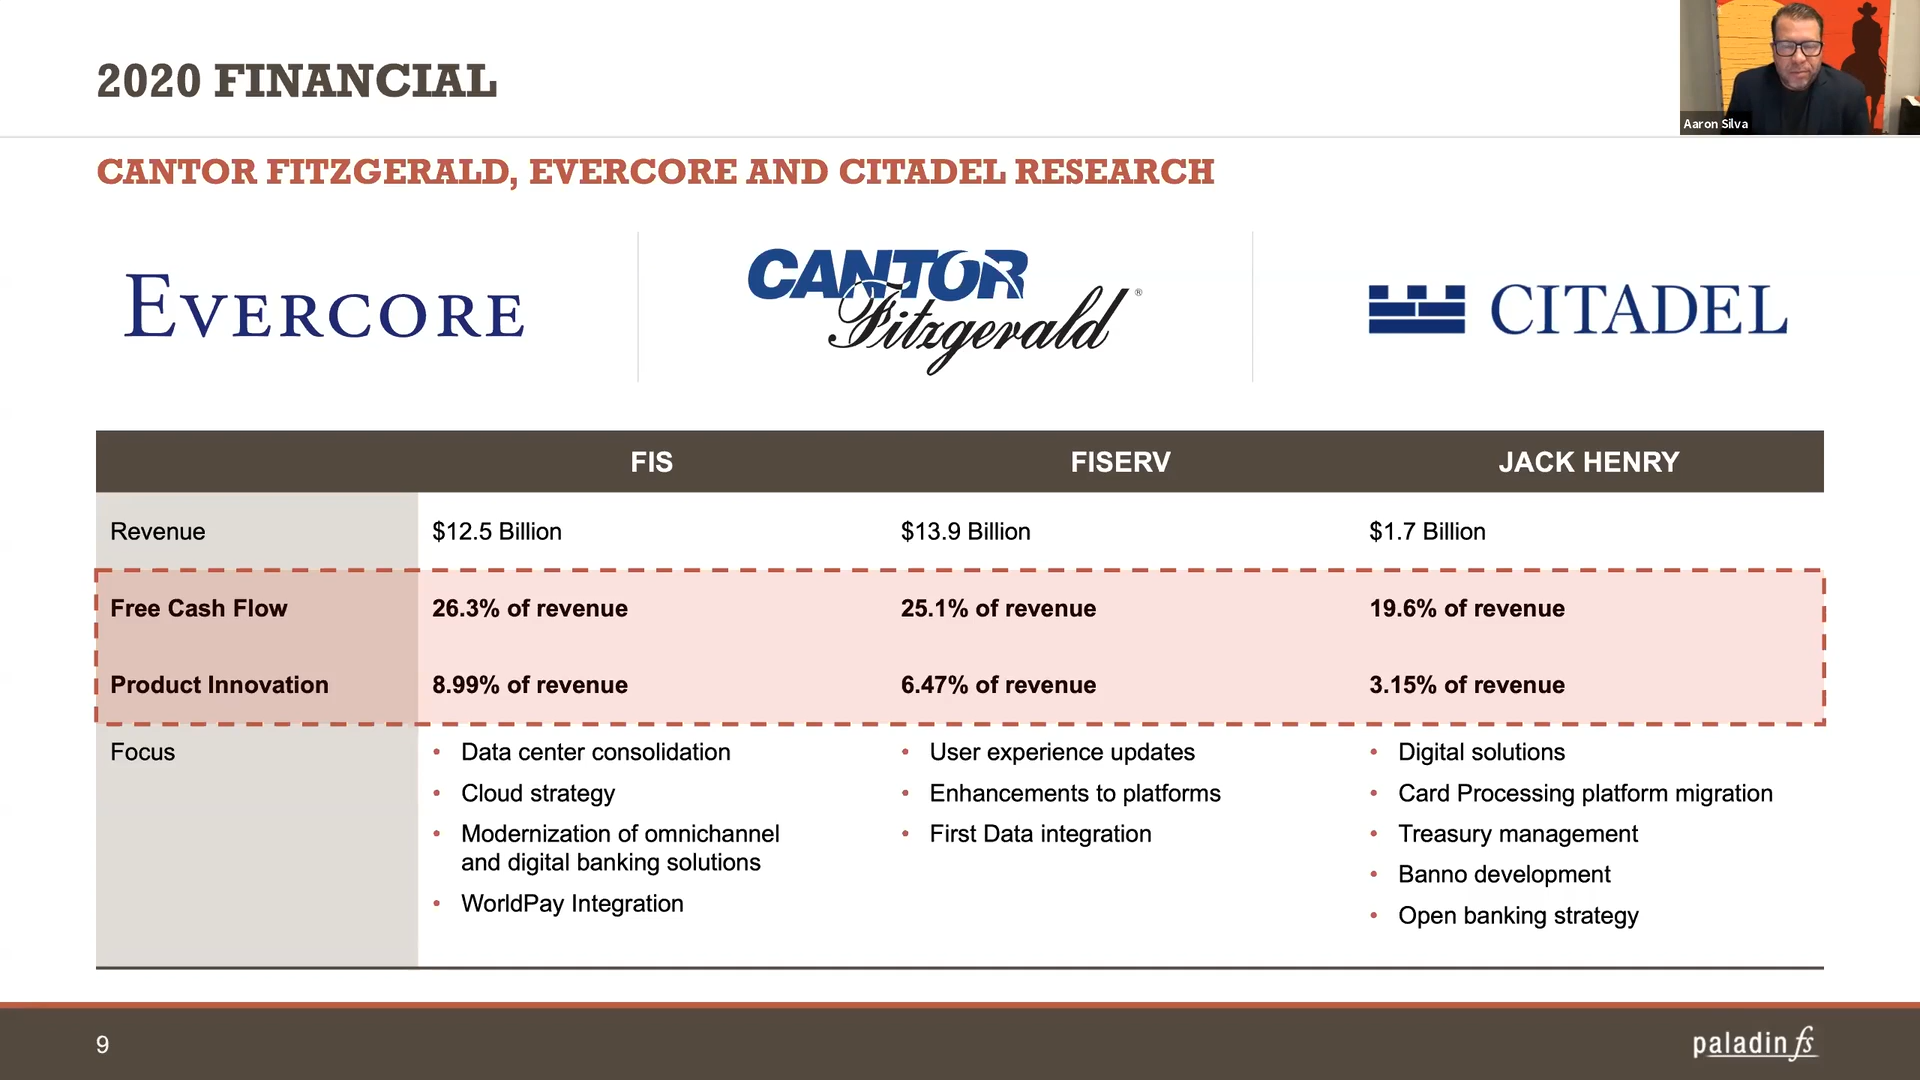 2020 FINANCIAL
Aaron Silva
CANTOR FITZGERALD, EVERCORE AND CITADEL RESEARCH
EVERCORE
CANTOR
Fitzgerald®
CITADEL
FIS FISERV JACK HENRY
Revenue $12.5 Billion $13.9 Billion $1.7 Billion
Free Cash Flow 26.3% of revenue 25.1% of revenue 19.6% of revenue
Product Innovation 8.99% of revenue 6.47% of revenue 3.15% of revenue
Focus
• Data center consolidation
• Cloud strategy
• Modernization of omnichannel
and digital banking solutions
• WorldPay Integration
• User experience updates
• Enhancements to platforms
• First Data integration
• Digital solutions
• Card Processing platform migration
• Treasury management
• Banno development
• Open banking strategy
9
paladin fs